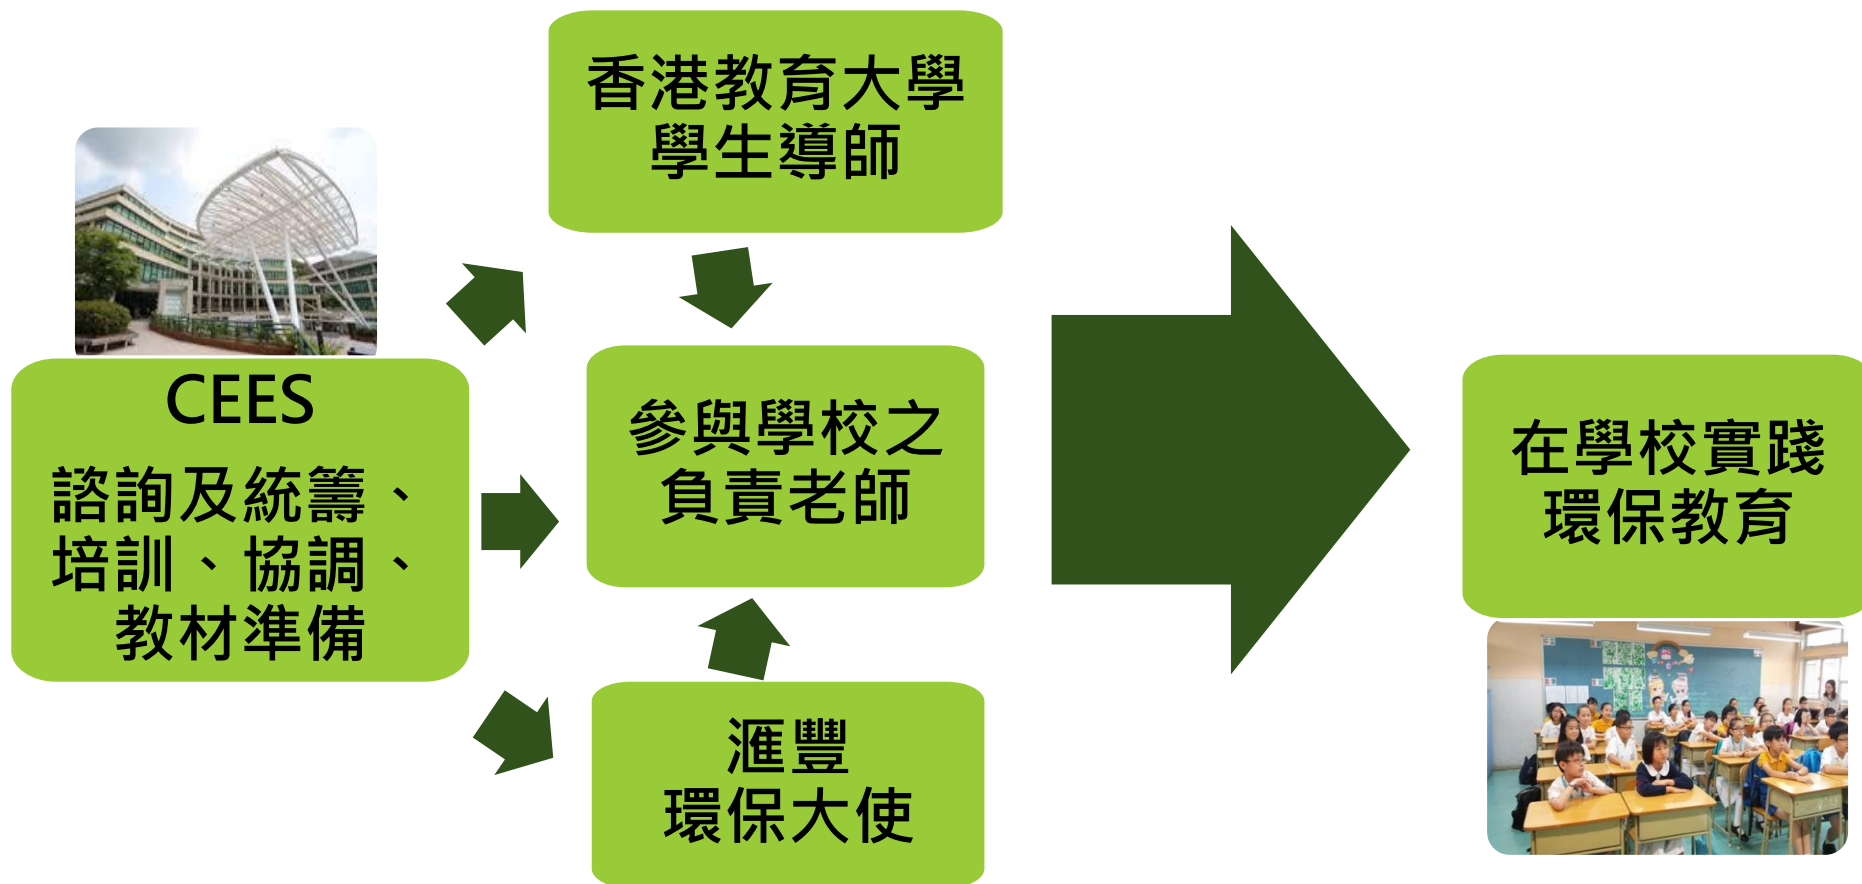 香港教育大學
學生導師
CEES
諮詢及統籌、
培訓、協調、
教材準備
參與學校之
負責老師
滙豐
環保大使
在學校實踐
環保教育